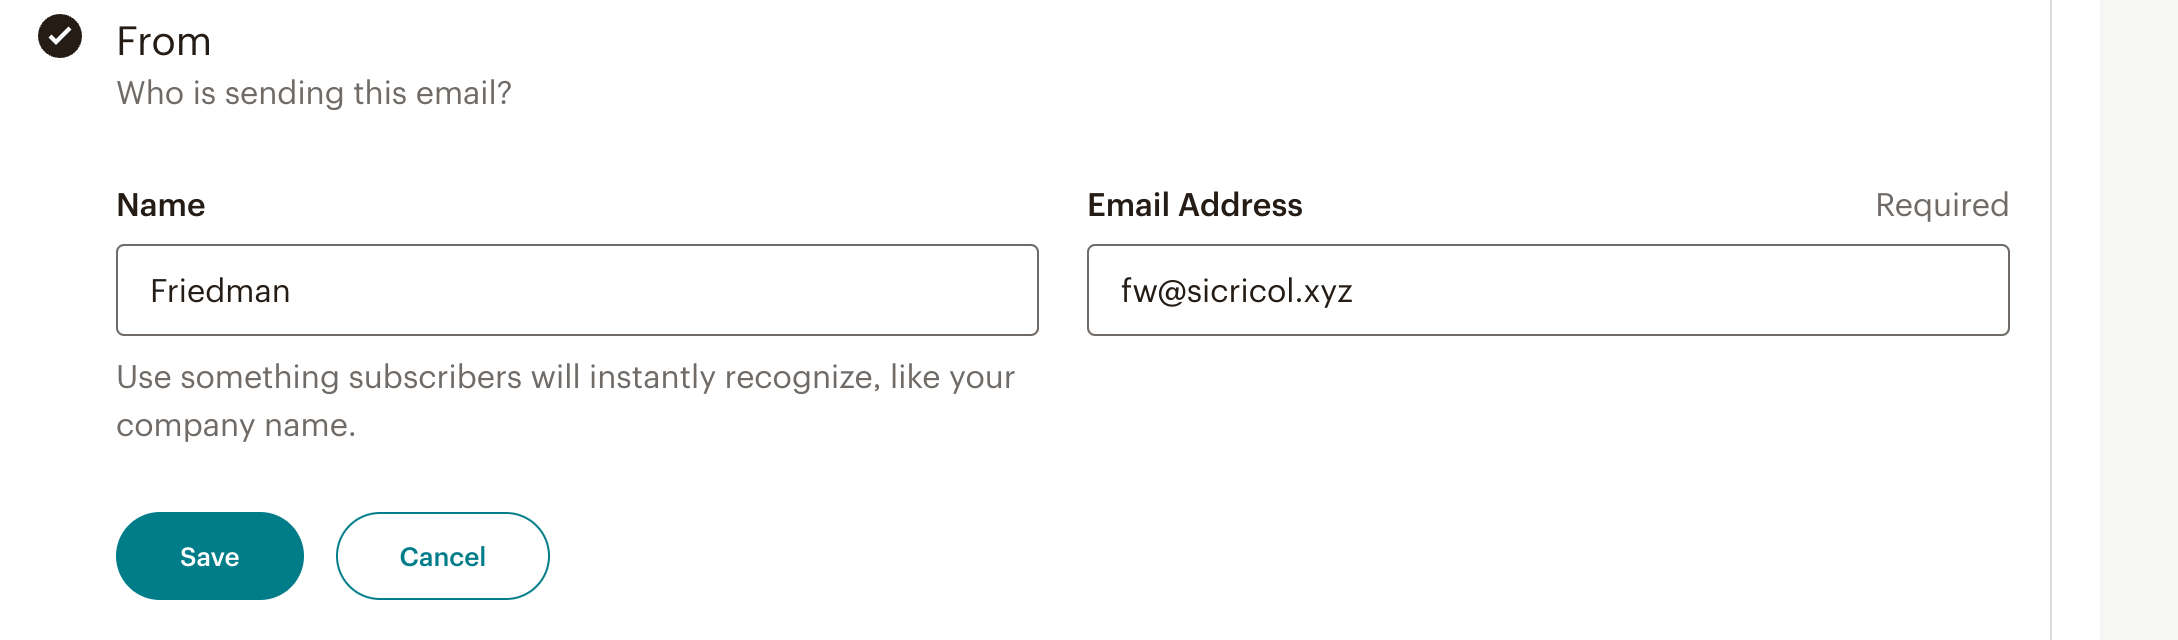 From
Who is sending this email?
Name
Email Address
Required
Friedman
fw@sicricol.xyz
Use something subscribers will instantly recognize, like your
company name.
Save
Cancel